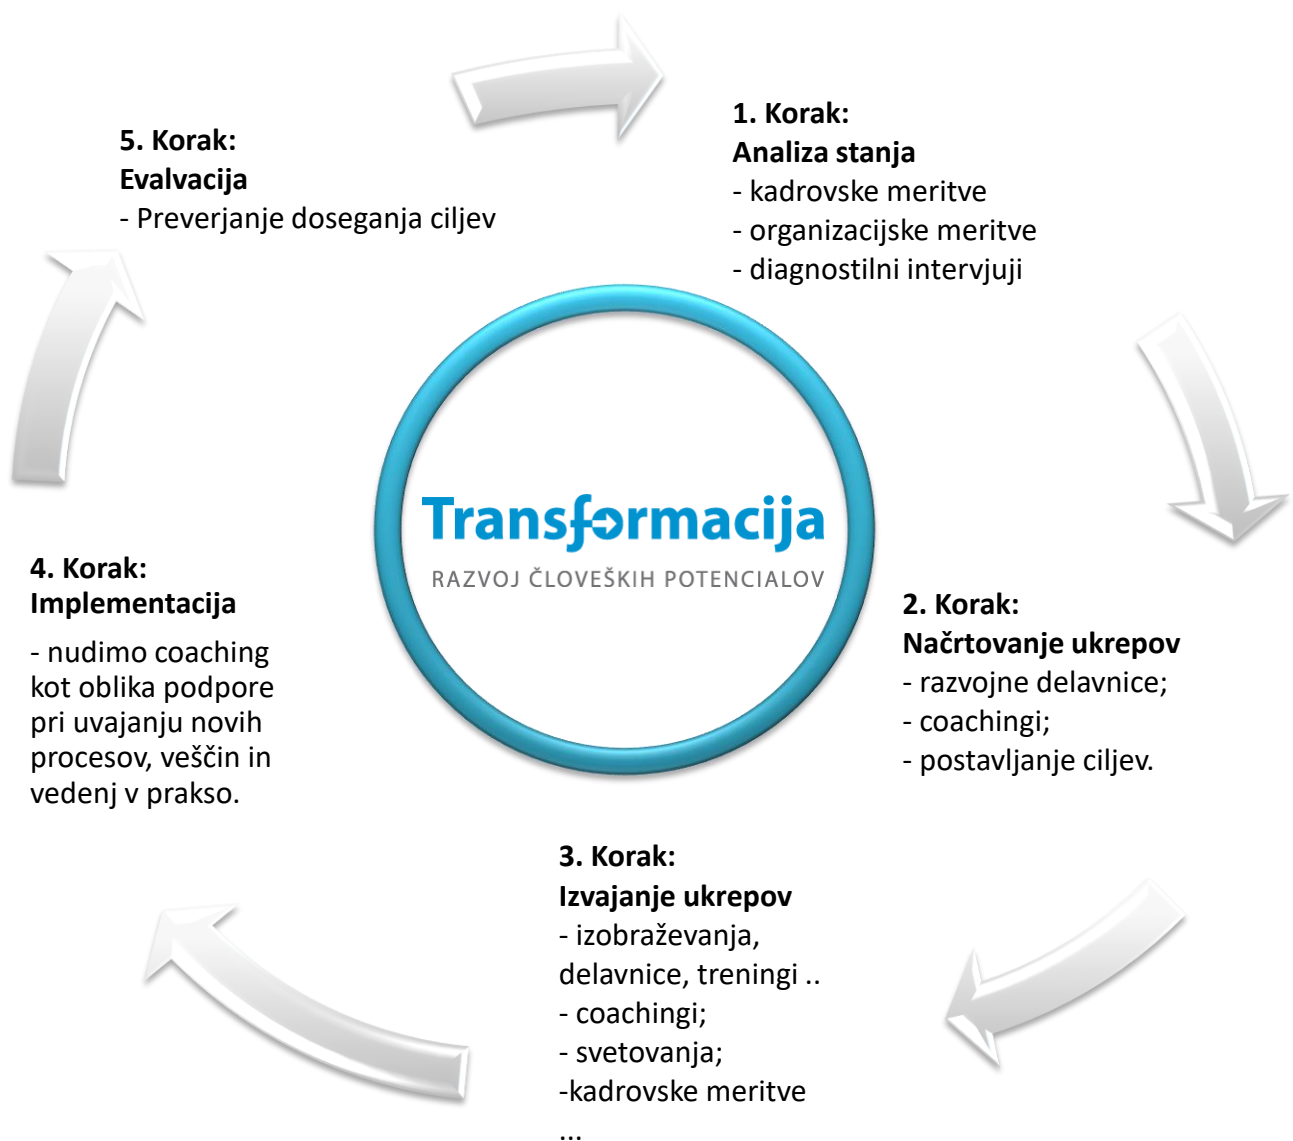 1. Korak:
Analiza stanja
- kadrovske meritve
- organizacijske meritve
- diagnostilni intervjuji
2. Korak:
Načrtovanje ukrepov
- razvojne delavnice;
- coachingi;
- postavljanje ciljev.
3. Korak:
Izvajanje ukrepov
- izobraževanja,
delavnice, treningi ..
- coachingi;
- svetovanja;
-kadrovske meritve
...
4. Korak:
Implementacija
- nudimo coaching
kot oblika podpore
pri uvajanju novih
procesov, veščin in
vedenj v prakso.
5. Korak:
Evalvacija
- Preverjanje doseganja ciljev
Transformacija
RAZVOJ ČLOVEŠKIH POTENCIALOV